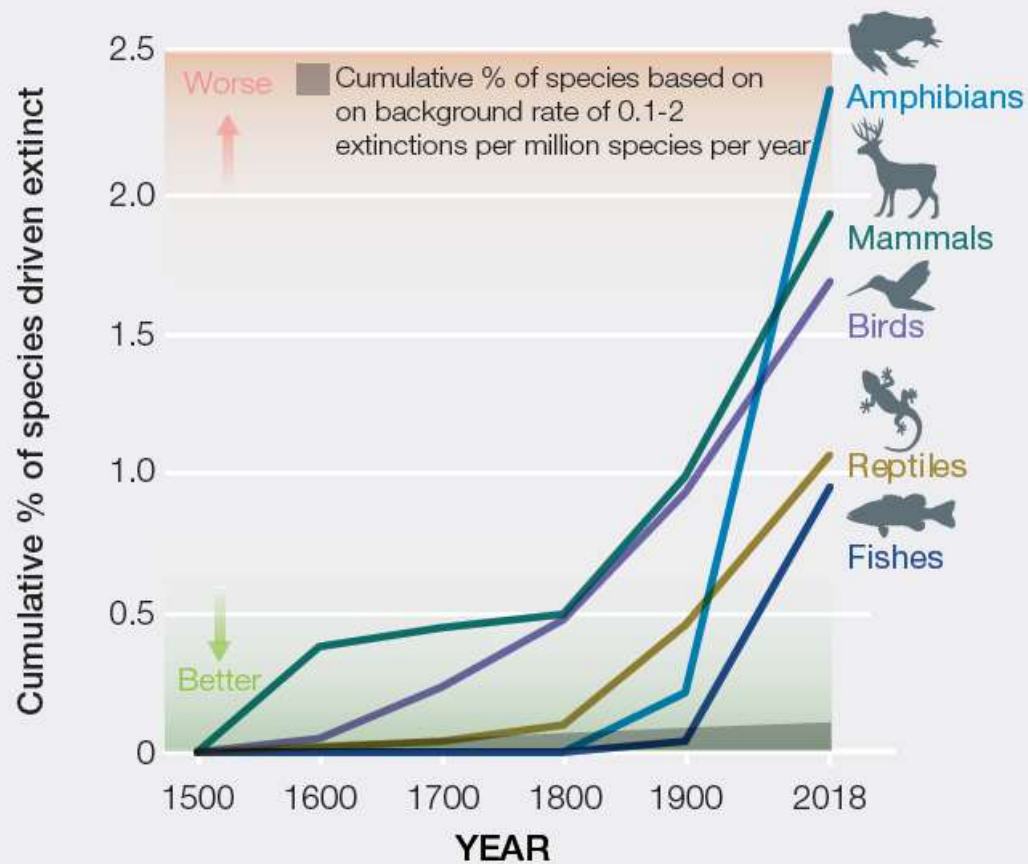 Cumulative % of species driven extinct
2.5
2.0
1.5
1.0
0.5
0
Worse
Cumulative % of species based on
on background rate of 0.1-2
extinctions per million species per year
Better
Amphibians
Mammals
Birds
Reptiles
Fishes
1500 1600 1700 1800 1900 2018
YEAR